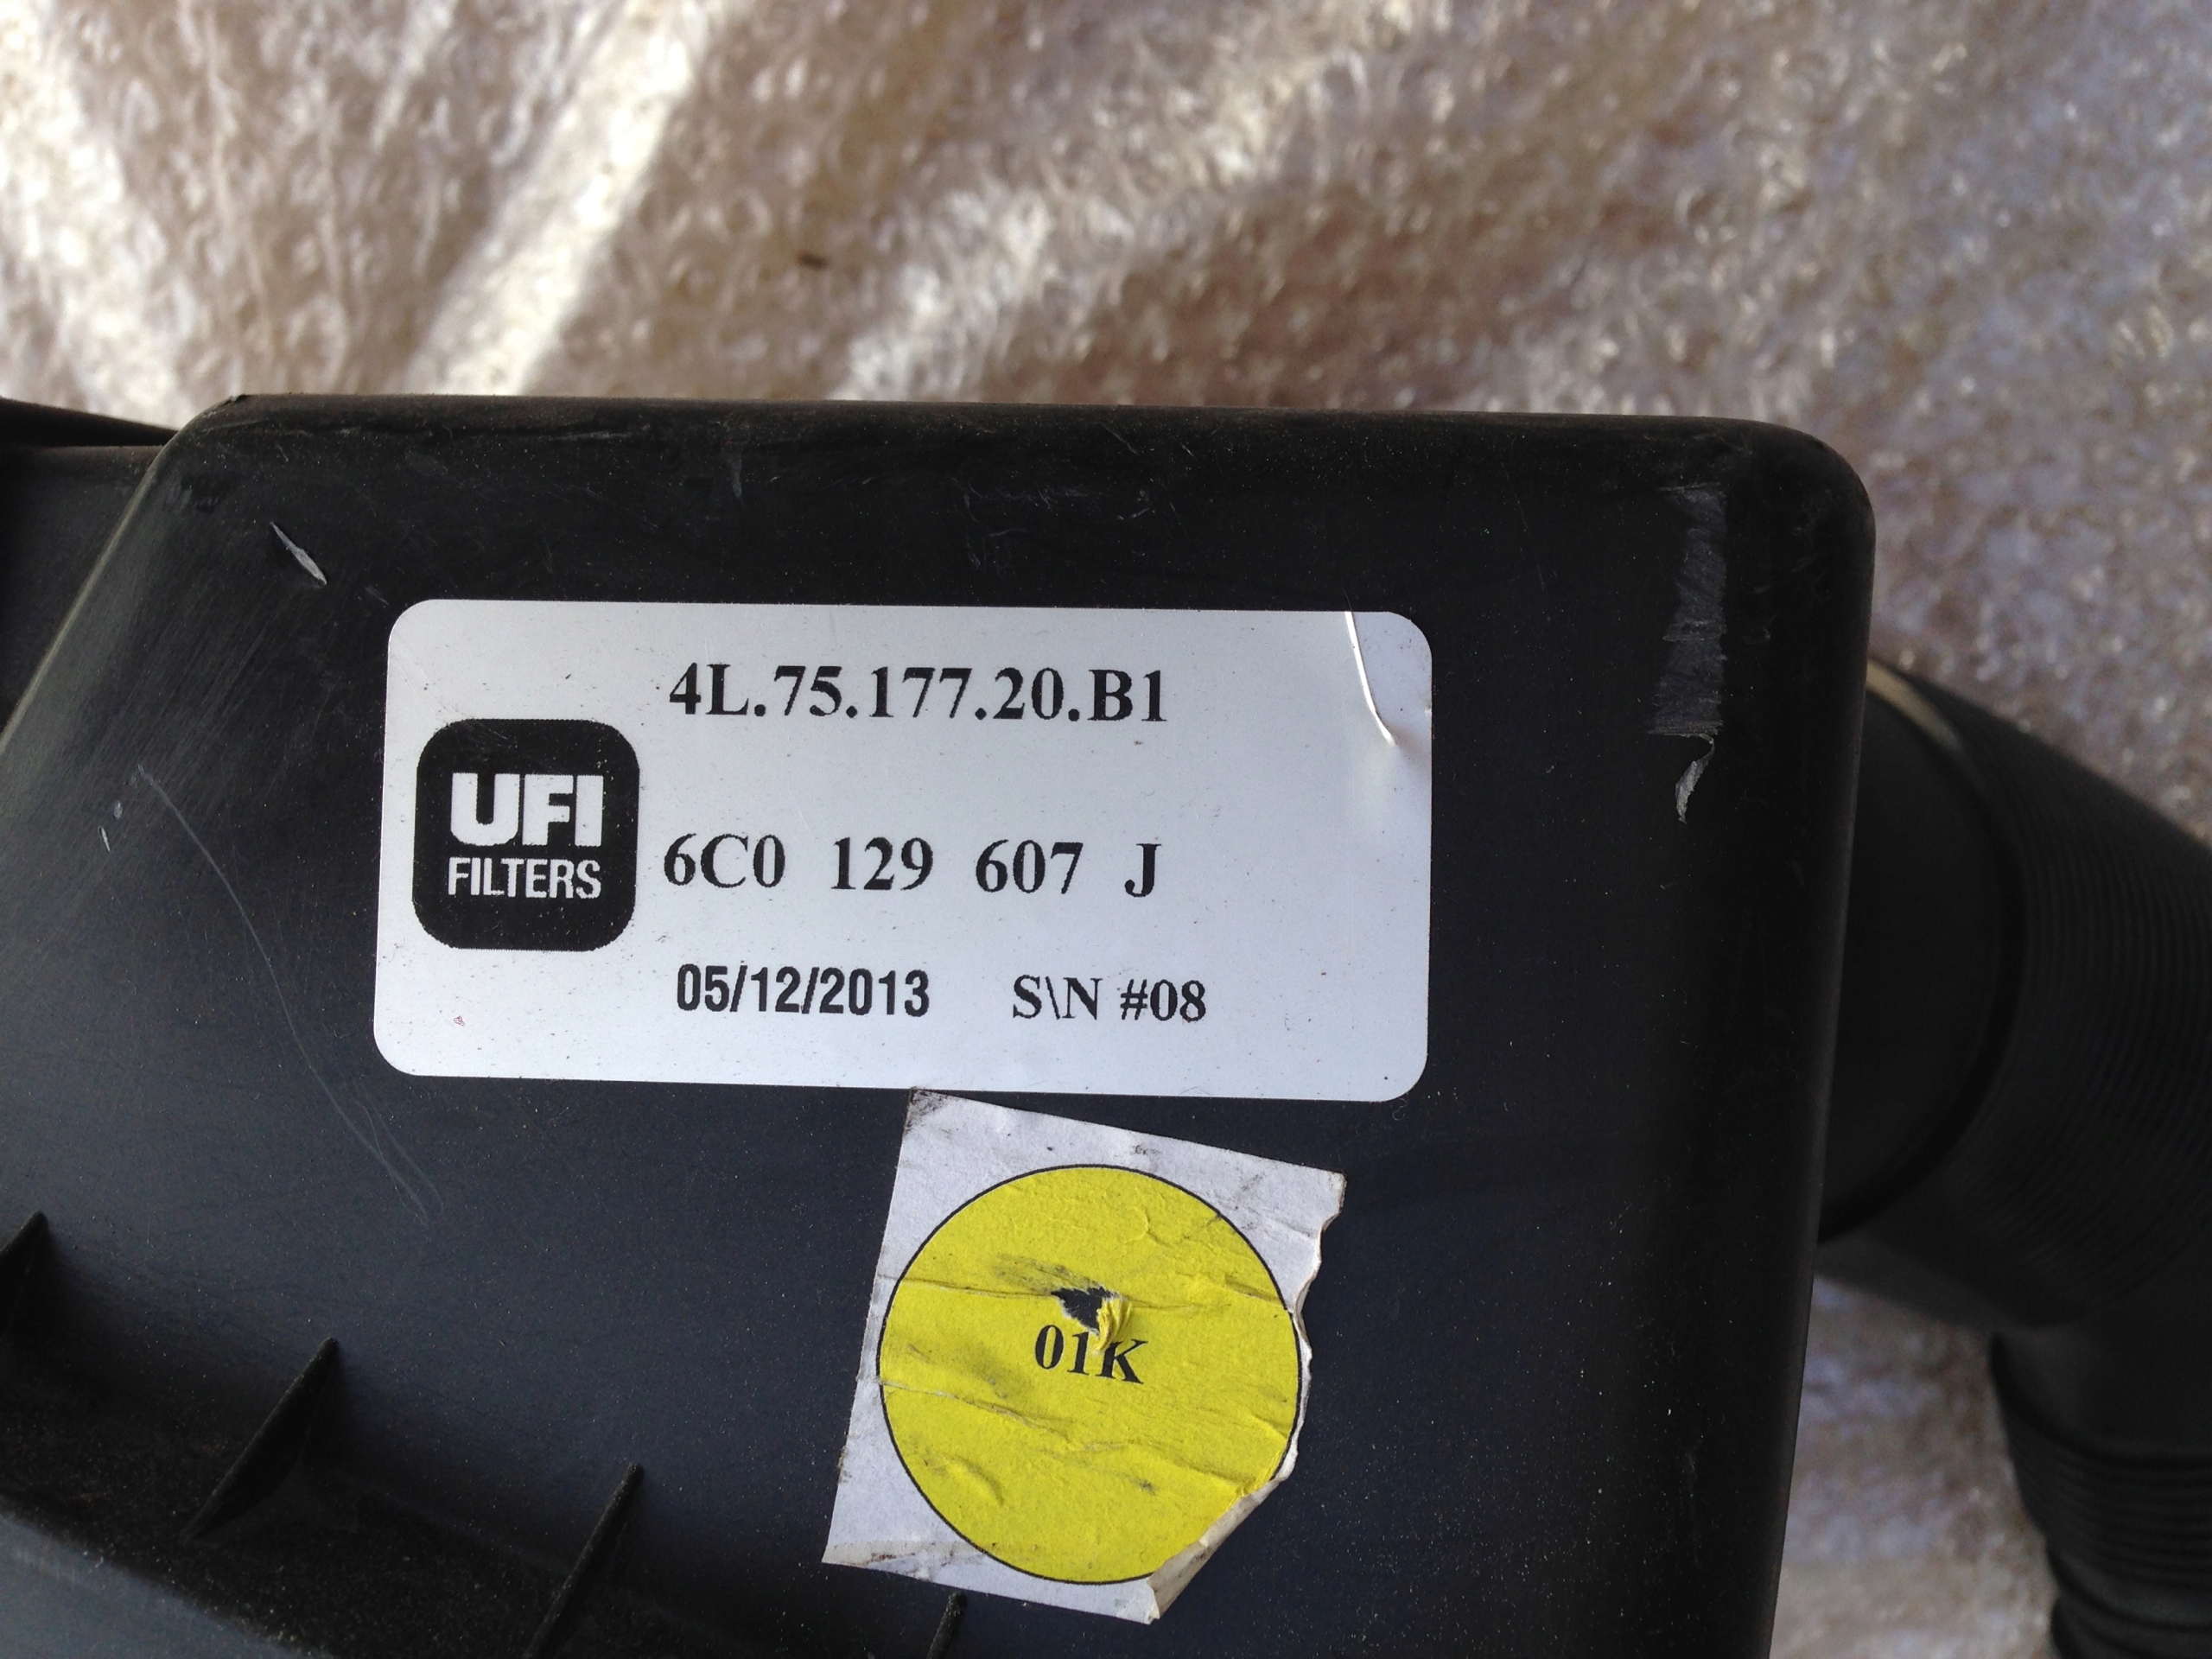 4L.75.177.20.B1
UFI
FILTERS
6C0 129 607 J
05/12/2013 S\N #08
01K